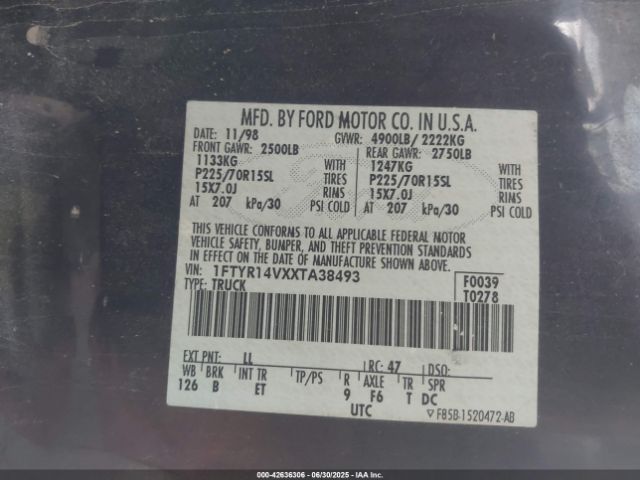 MFD. BY FORD MOTOR CO. IN U.S.A.
DATE: 11/98 GVWR: 4900LB/ 2222KG
FRONT GAWR: 2500LB REAR GAWR: 2750LB
1133KG WITH 1247KG WITH
P225/70R15SL TIRES P225/70R15SL TIRES
15X7.0J RIMS 15X7.0J RIMS
AT 207 kPa/30 PSI COLD AT 207 kPa/30 PSI COLD
THIS VEHICLE CONFORMS TO ALL APPLICABLE FEDERAL MOTOR
VEHICLE SAFETY, BUMPER, AND THEFT PREVENTION STANDARDS
IN EFFECT ON THE DATE OF MANUFACTURE SHOWN ABOVE.
VIN: 1FTYR14VXXTA38493 F0039
TYPE: TRUCK T0278
EXT PNT: LL RC: 47 DSO:
WB BRK INT TR TP/PS R AXLE TR SPR
126 B ET 9 F6 T DC
UTC F85B-1520472-AB
00-42636306 - 06/30/2025 - IAAI.com